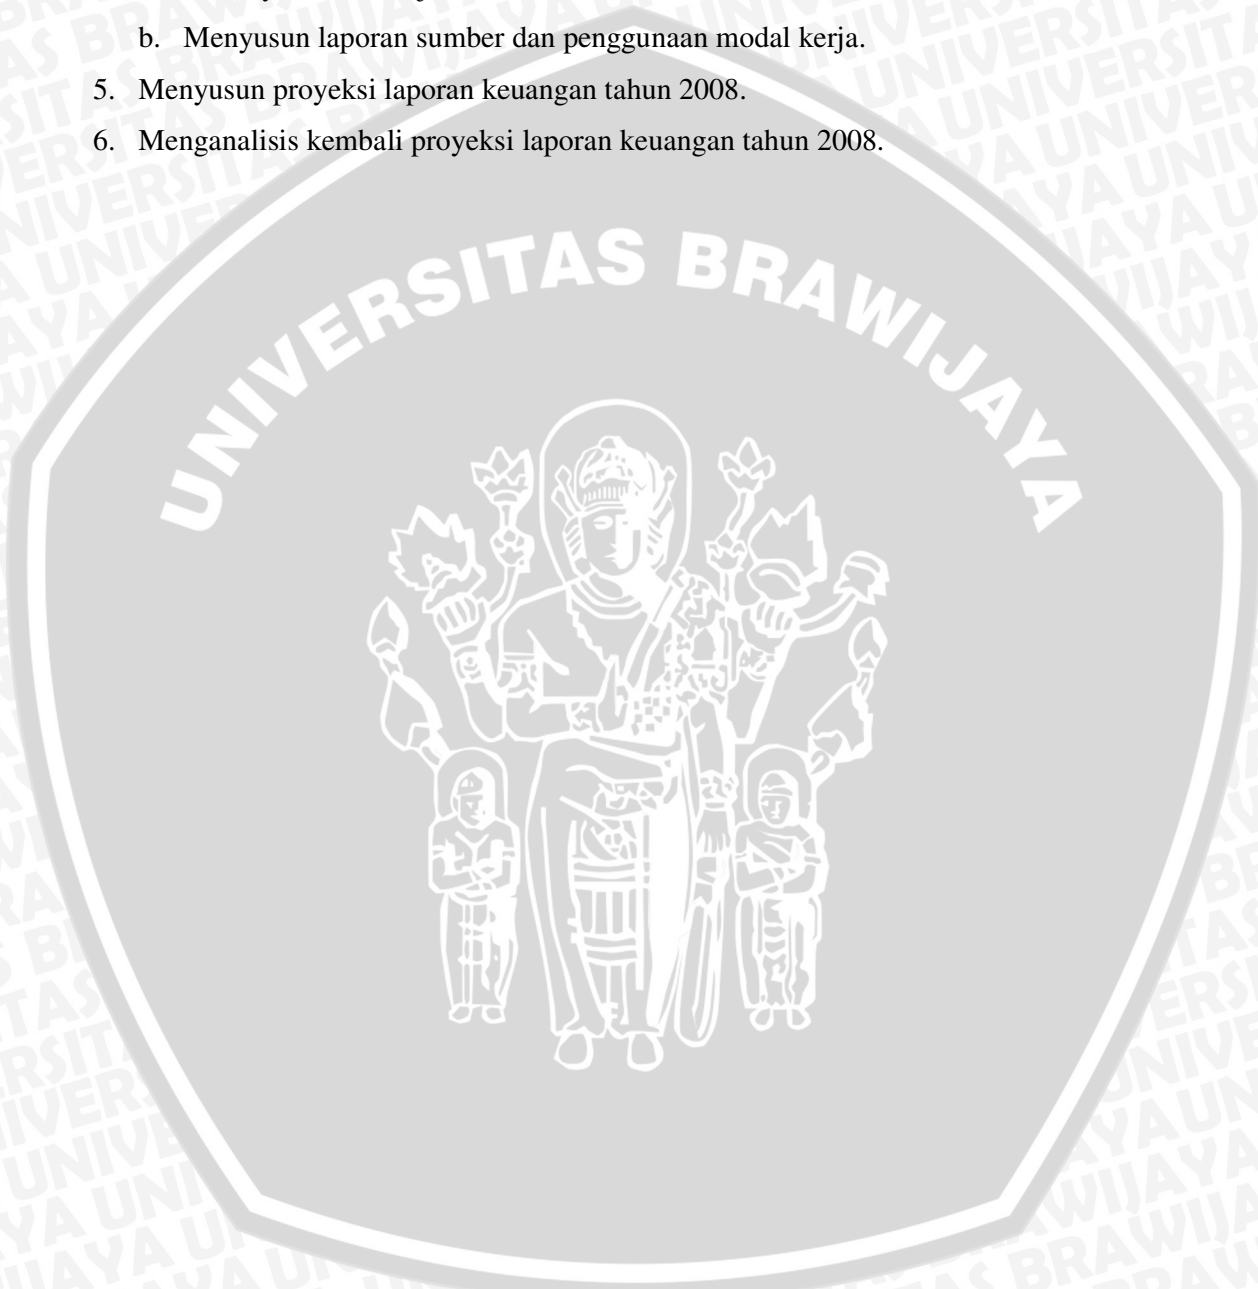 b. Menyusun laporan sumber dan penggunaan modal kerja.
5. Menyusun proyeksi laporan keuangan tahun 2008.
6. Menganalisis kembali proyeksi laporan keuangan tahun 2008.
UNIVERSITAS BRAWIJAYA